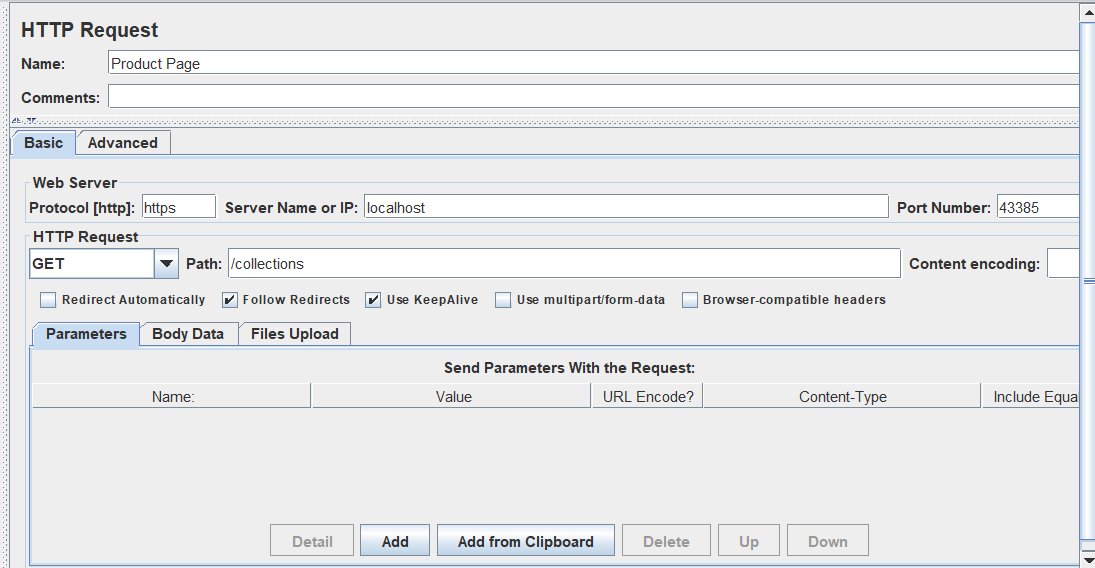 HTTP Request
Name: Product Page
Comments:
Basic Advanced
Web Server
Protocol [http]: https Server Name or IP: localhost Port Number: 43385
HTTP Request
GET Path: /collections Content encoding:
Redirect Automatically Follow Redirects Use KeepAlive Use multipart/form-data Browser-compatible headers
Parameters Body Data Files Upload
Send Parameters With the Request:
Name: Value URL Encode? Content-Type Include Equal
Detail Add Add from Clipboard Delete Up Down